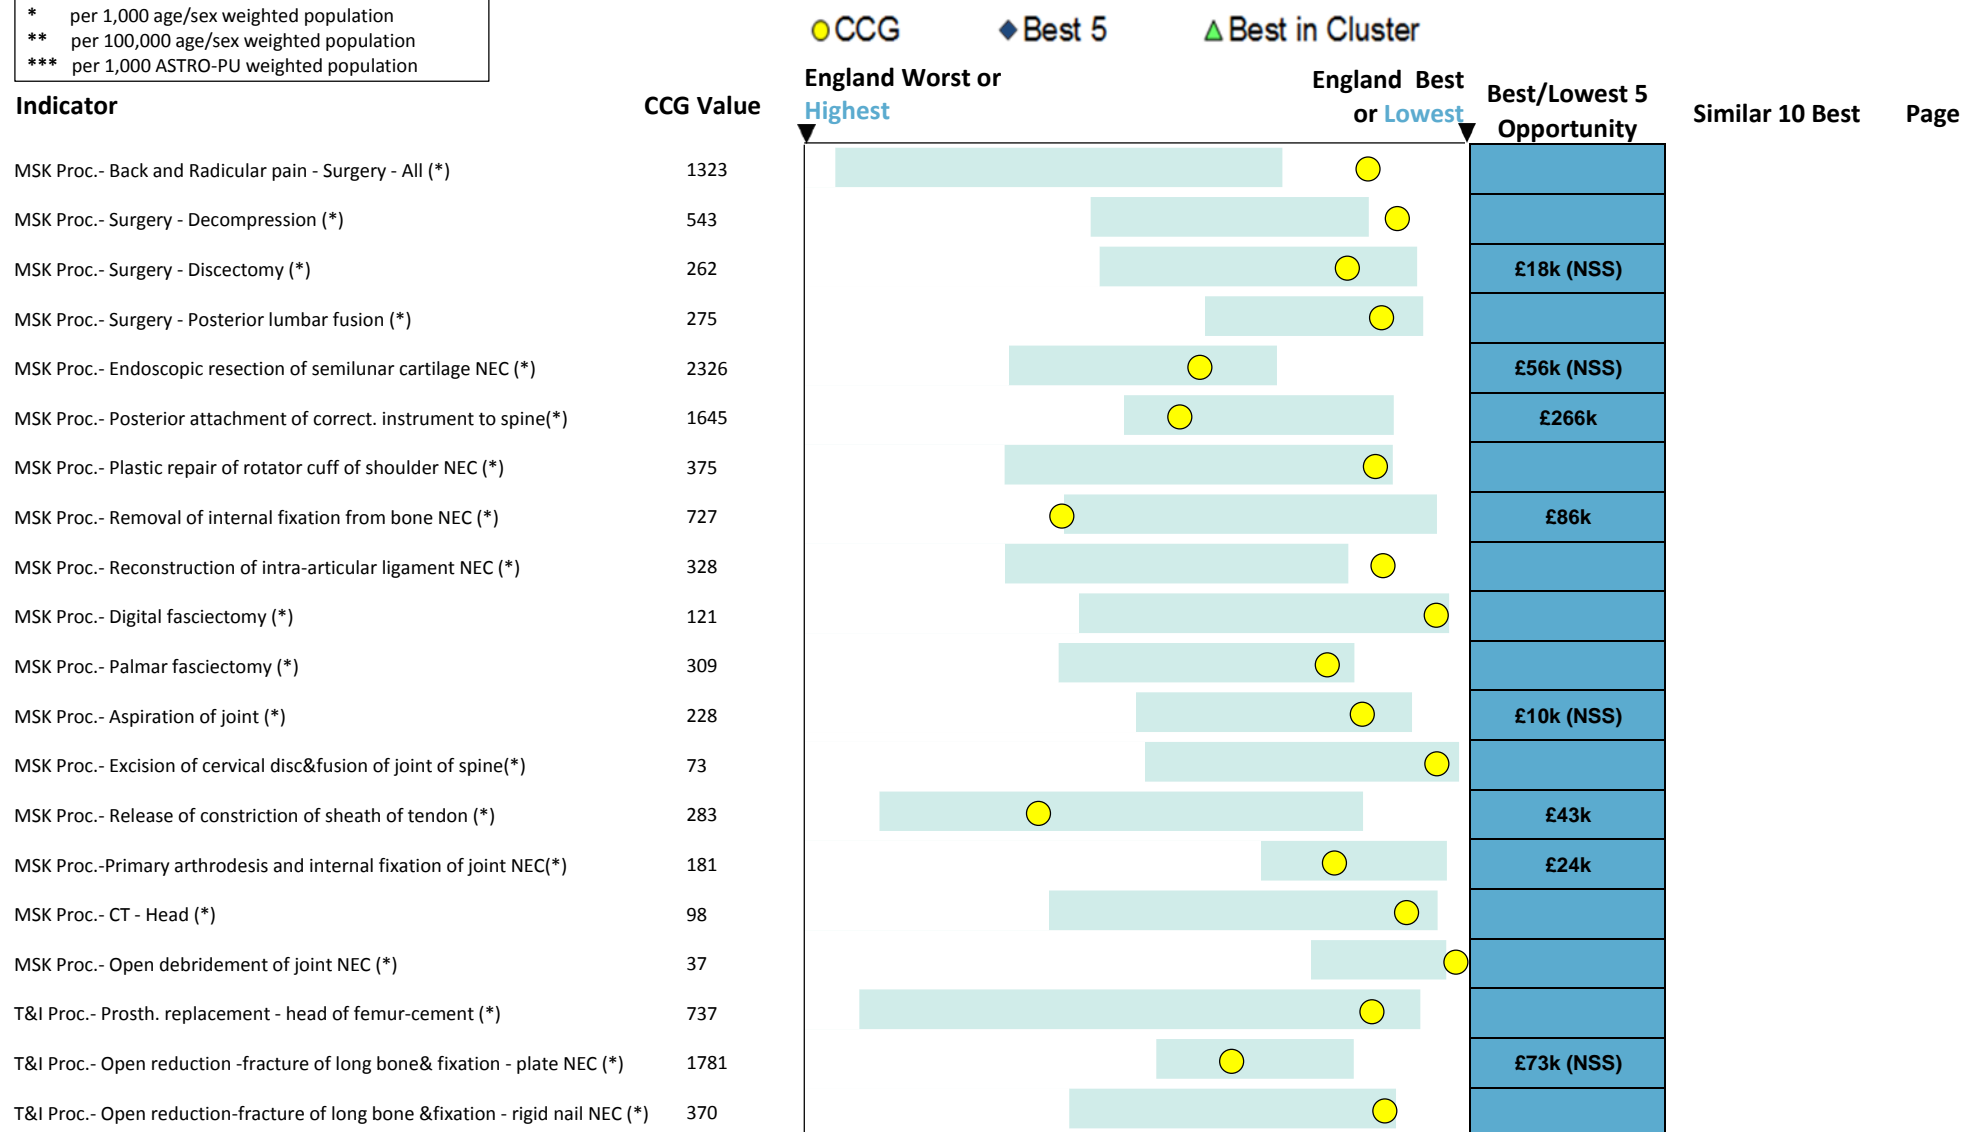 * per 1,000 age/sex weighted population
** per 100,000 age/sex weighted population
*** per 1,000 ASTRO-PU weighted population
CCG Best 5 Best in Cluster
Indicator CCG Value England Worst or Highest England Best or Lowest Best/Lowest 5 Opportunity Similar 10 Best Page
MSK Proc.- Back and Radicular pain - Surgery - All (*) 1323
MSK Proc.- Surgery - Decompression (*) 543
MSK Proc.- Surgery - Discectomy (*) 262 £18k (NSS)
MSK Proc.- Surgery - Posterior lumbar fusion (*) 275
MSK Proc.- Endoscopic resection of semilunar cartilage NEC (*) 2326 £56k (NSS)
MSK Proc.- Posterior attachment of correct. instrument to spine(*) 1645 £266k
MSK Proc.- Plastic repair of rotator cuff of shoulder NEC (*) 375
MSK Proc.- Removal of internal fixation from bone NEC (*) 727 £86k
MSK Proc.- Reconstruction of intra-articular ligament NEC (*) 328
MSK Proc.- Digital fasciectomy (*) 121
MSK Proc.- Palmar fasciectomy (*) 309
MSK Proc.- Aspiration of joint (*) 228 £10k (NSS)
MSK Proc.- Excision of cervical disc&fusion of joint of spine(*) 73
MSK Proc.- Release of constriction of sheath of tendon (*) 283 £43k
MSK Proc.-Primary arthrodesis and internal fixation of joint NEC(*) 181 £24k
MSK Proc.- CT - Head (*) 98
MSK Proc.- Open debridement of joint NEC (*) 37
T&I Proc.- Prosth. replacement - head of femur-cement (*) 737
T&I Proc.- Open reduction -fracture of long bone& fixation - plate NEC (*) 1781 £73k (NSS)
T&I Proc.- Open reduction-fracture of long bone &fixation - rigid nail NEC (*) 370